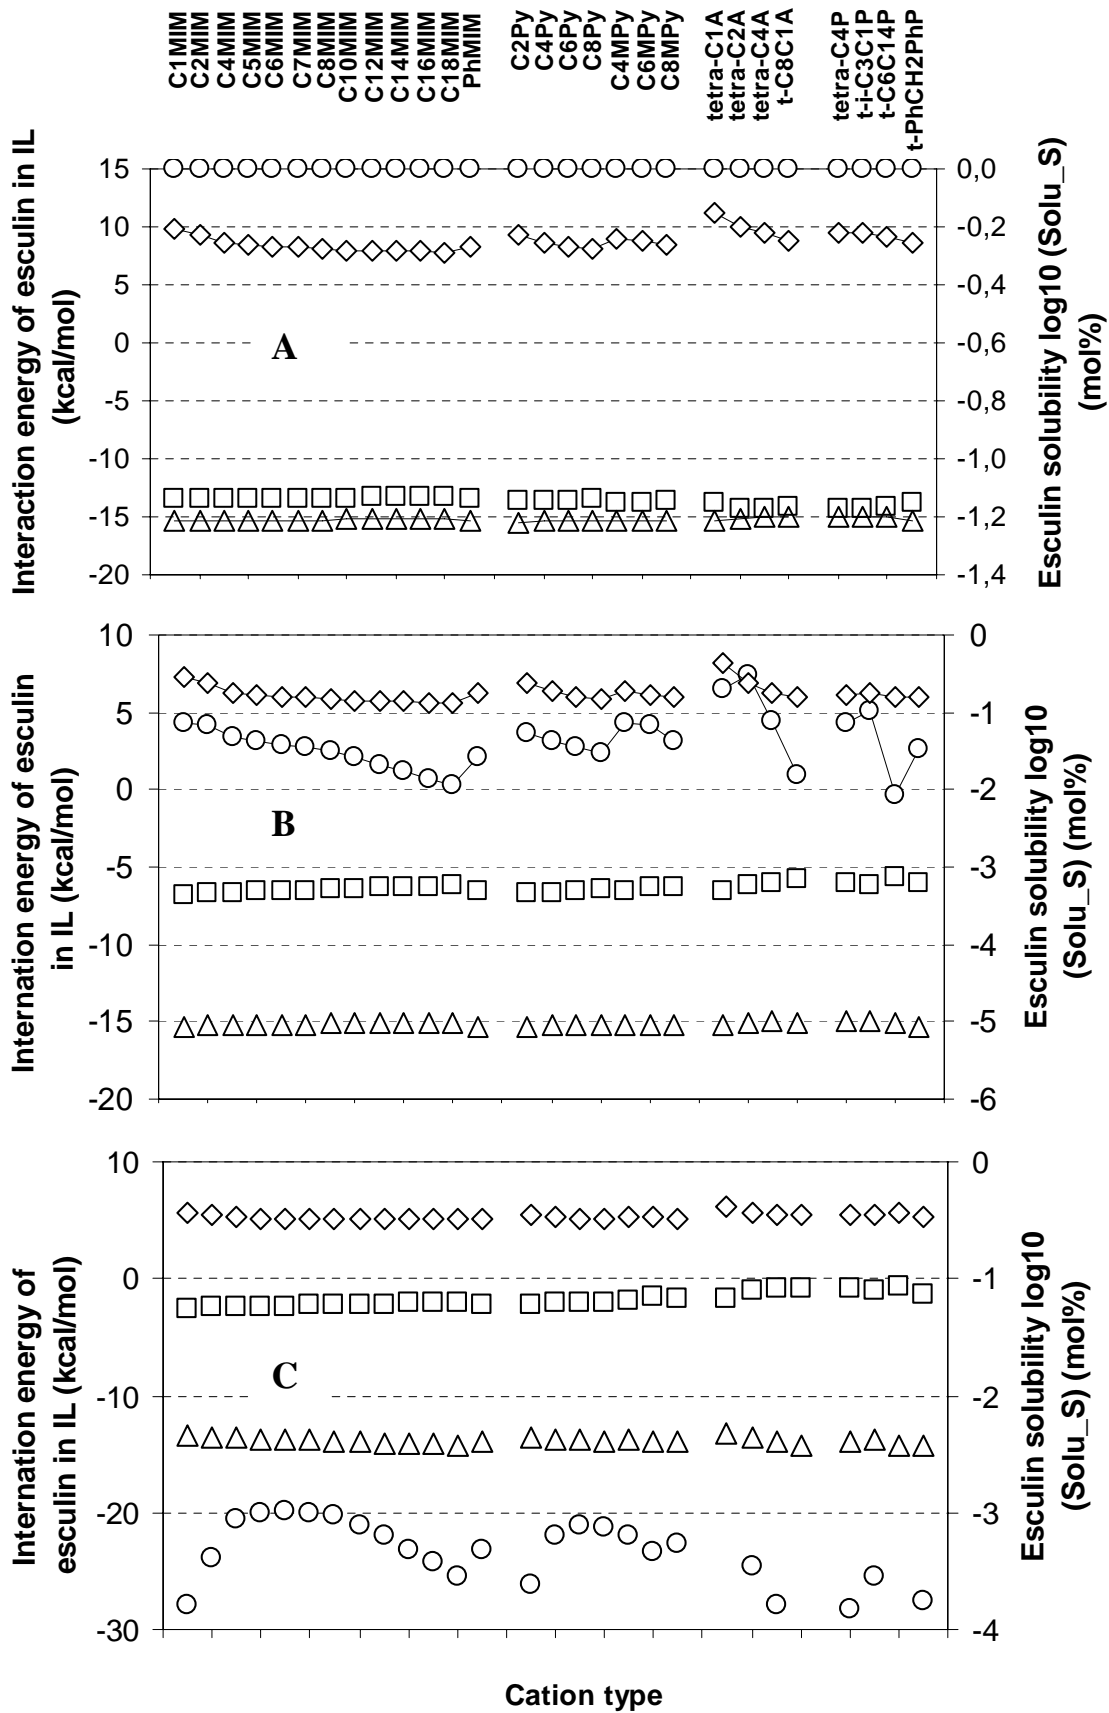 C1MIM
C2MIM
C4MIM
C5MIM
C6MIM
C7MIM
C8MIM
C10MIM
C12MIM
C14MIM
C16MIM
C18MIM
PhMIM
C2Py
C4Py
C6Py
C8Py
C4MPy
C6MPy
C8MPy
tetra-C1A
tetra-C2A
tetra-C4A
t-C8C1A
tetra-C4P
t-i-C3C1P
t-C6C14P
t-PhCH2PhP
Interaction energy of esculin in IL
(kcal/mol)
15
10
5
0
-5
-10
-15
-20
A
0,0
-0,2
-0,4
-0,6
-0,8
-1,0
-1,2
-1,4
Esculin solubility log10 (Solu_S)
(mol%)
Internation energy of esculin
in IL (kcal/mol)
10
5
0
-5
-10
-15
-20
B
0
-1
-2
-3
-4
-5
-6
Esculin solubility log10
(Solu_S) (mol%)
Internation energy of
esculin in IL (kcal/mol)
10
0
-10
-20
-30
C
0
-1
-2
-3
-4
Esculin solubility log10
(Solu_S) (mol%)
Cation type